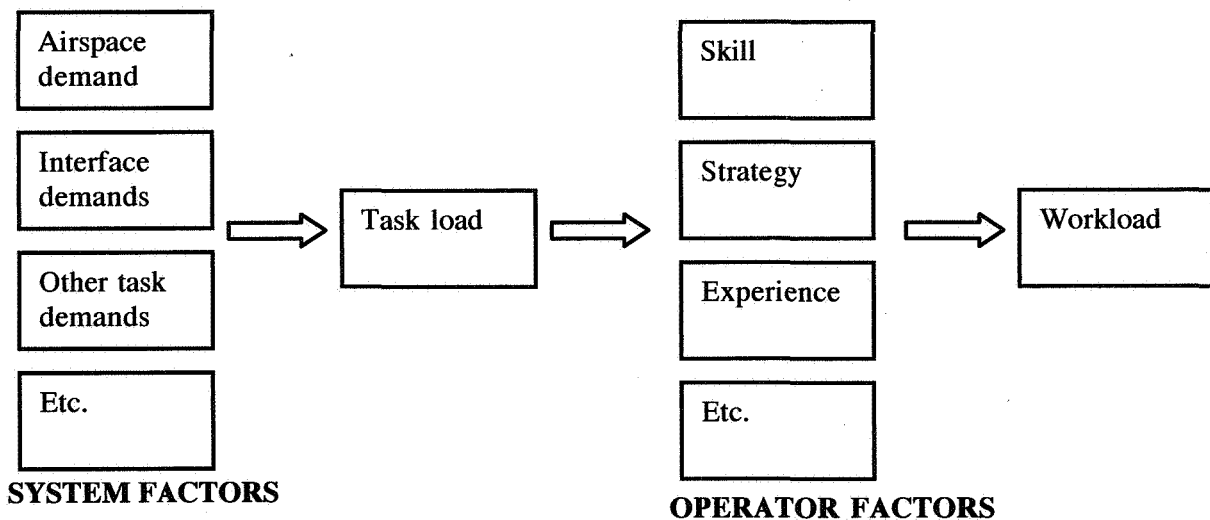 Airspace
demand
Interface
demands
Other task
demands
Etc.
SYSTEM FACTORS
Task load
Skill
Strategy
Experience
Etc.
OPERATOR FACTORS
Workload